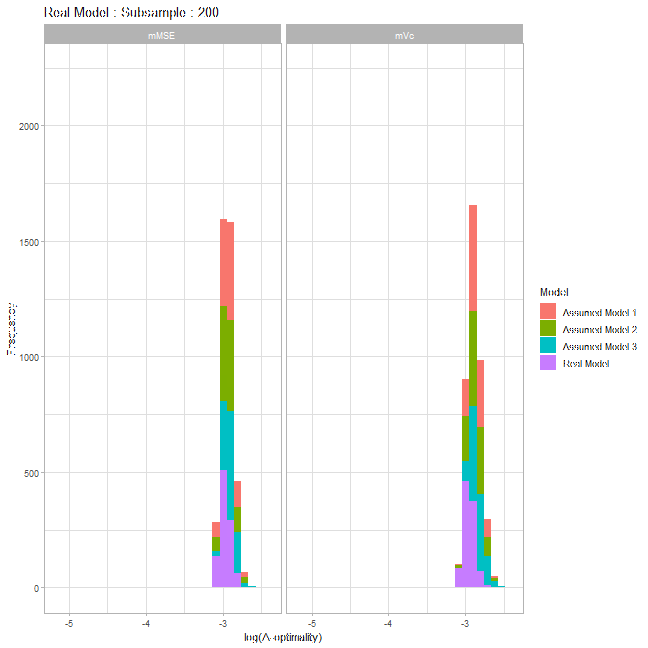 Real Model : Subsample : 200
mMSE
mVc
2000
1500
1000
500
0
Frequency
-5
-4
-3
-5
-4
-3
log(A-optimality)
Model
Assumed Model 1
Assumed Model 2
Assumed Model 3
Real Model